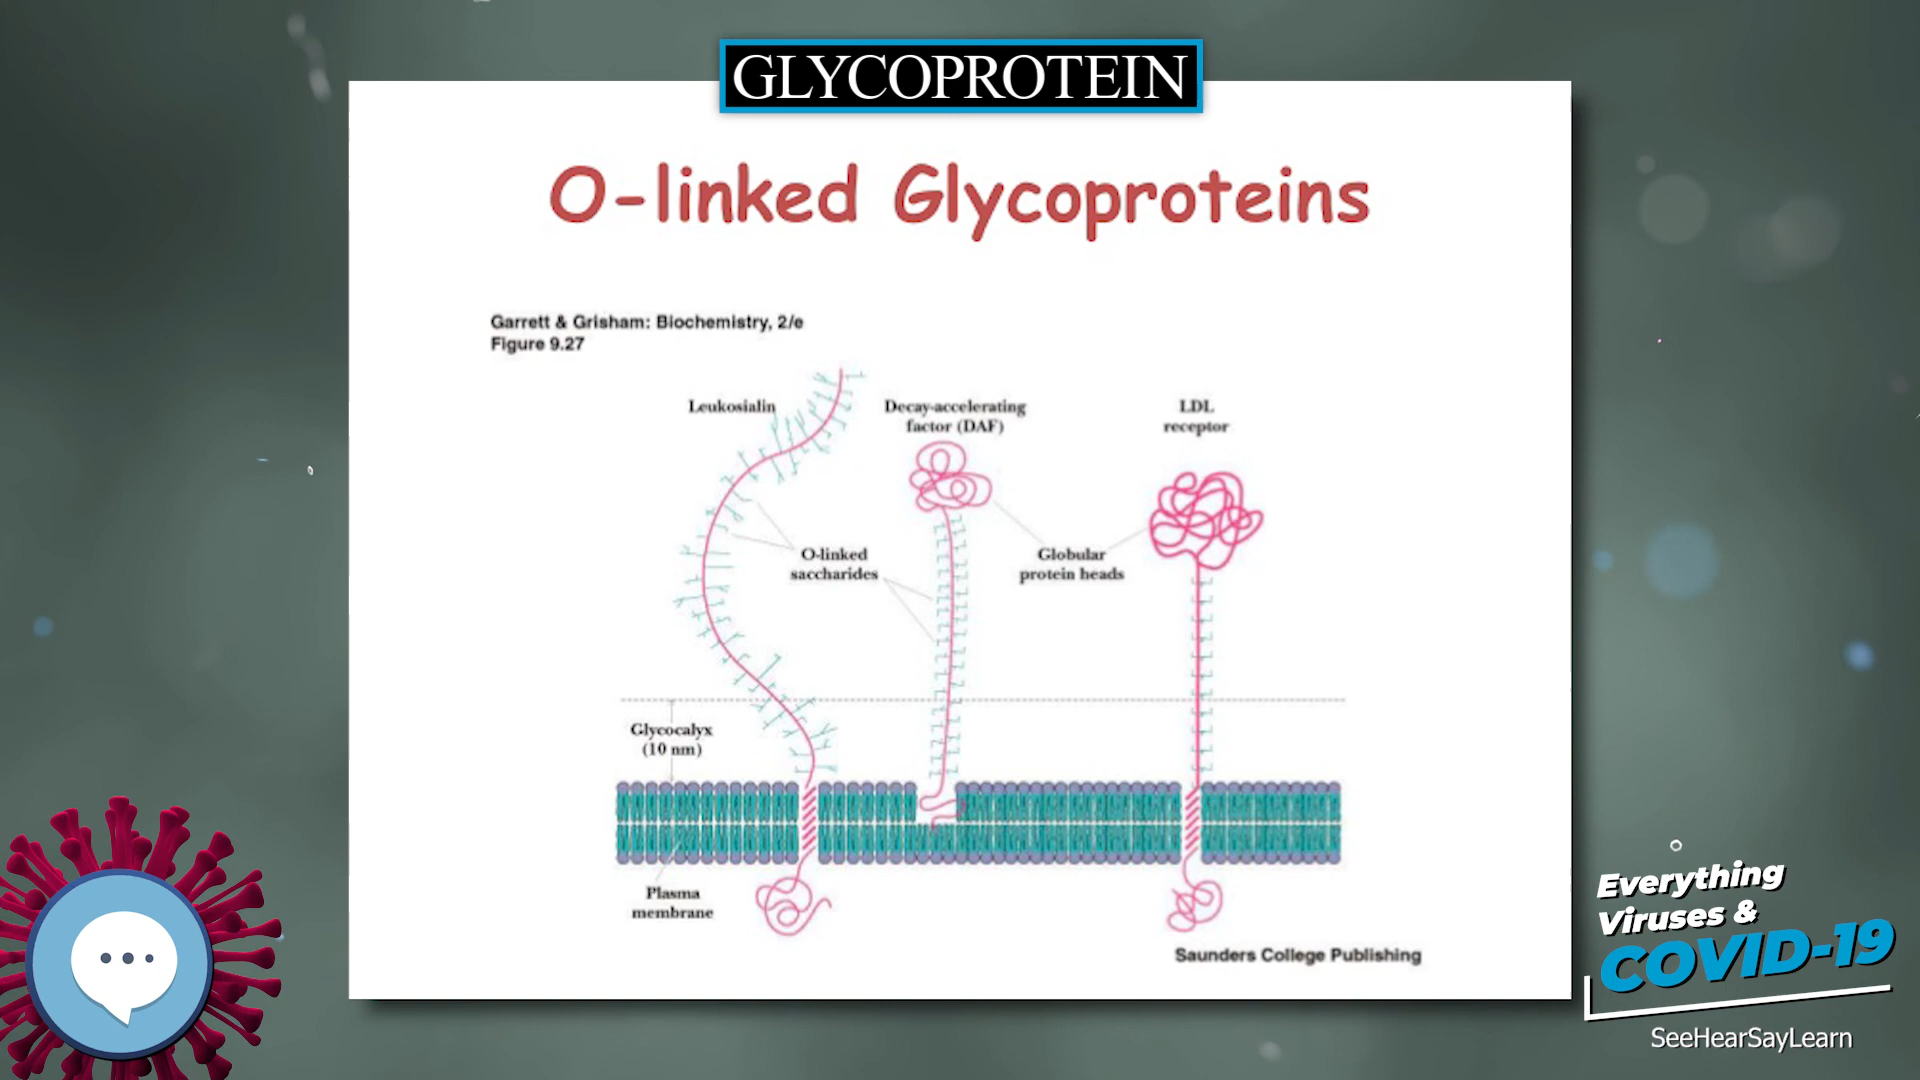 GLYCOPROTEIN
O-linked Glycoproteins
Garrett & Grisham: Biochemistry, 2/e
Figure 9.27
Leukosialin
Decay-accelerating
factor (DAF)
LDL
receptor
O-linked
saccharides
Globular
protein heads
Glycocalyx
(10 nm)
Plasma
membrane
Saunders College Publishing
Everything
Viruses &
COVID-19
SeeHearSayLearn